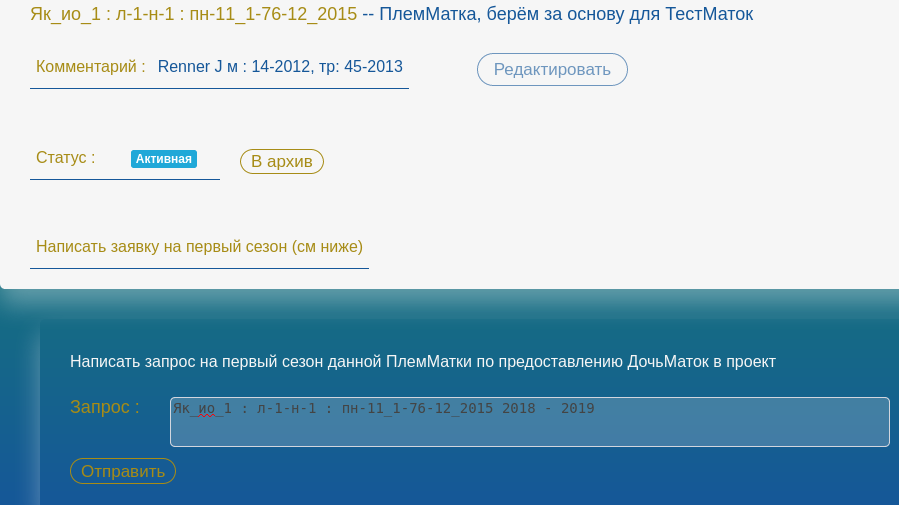 Як_ио_1 : л-1-н-1 : пн-11_1-76-12_2015 -- ПлемМатка, берём за основу для ТестМаток
Комментарий : Renner J м : 14-2012, тр: 45-2013 Редактировать
Статус : Активная В архив
Написать заявку на первый сезон (см ниже)
Написать запрос на первый сезон данной ПлемМатки по предоставлению ДочьМаток в проект
Запрос : Як_ио_1 : л-1-н-1 : пн-11_1-76-12_2015 2018 - 2019
Отправить